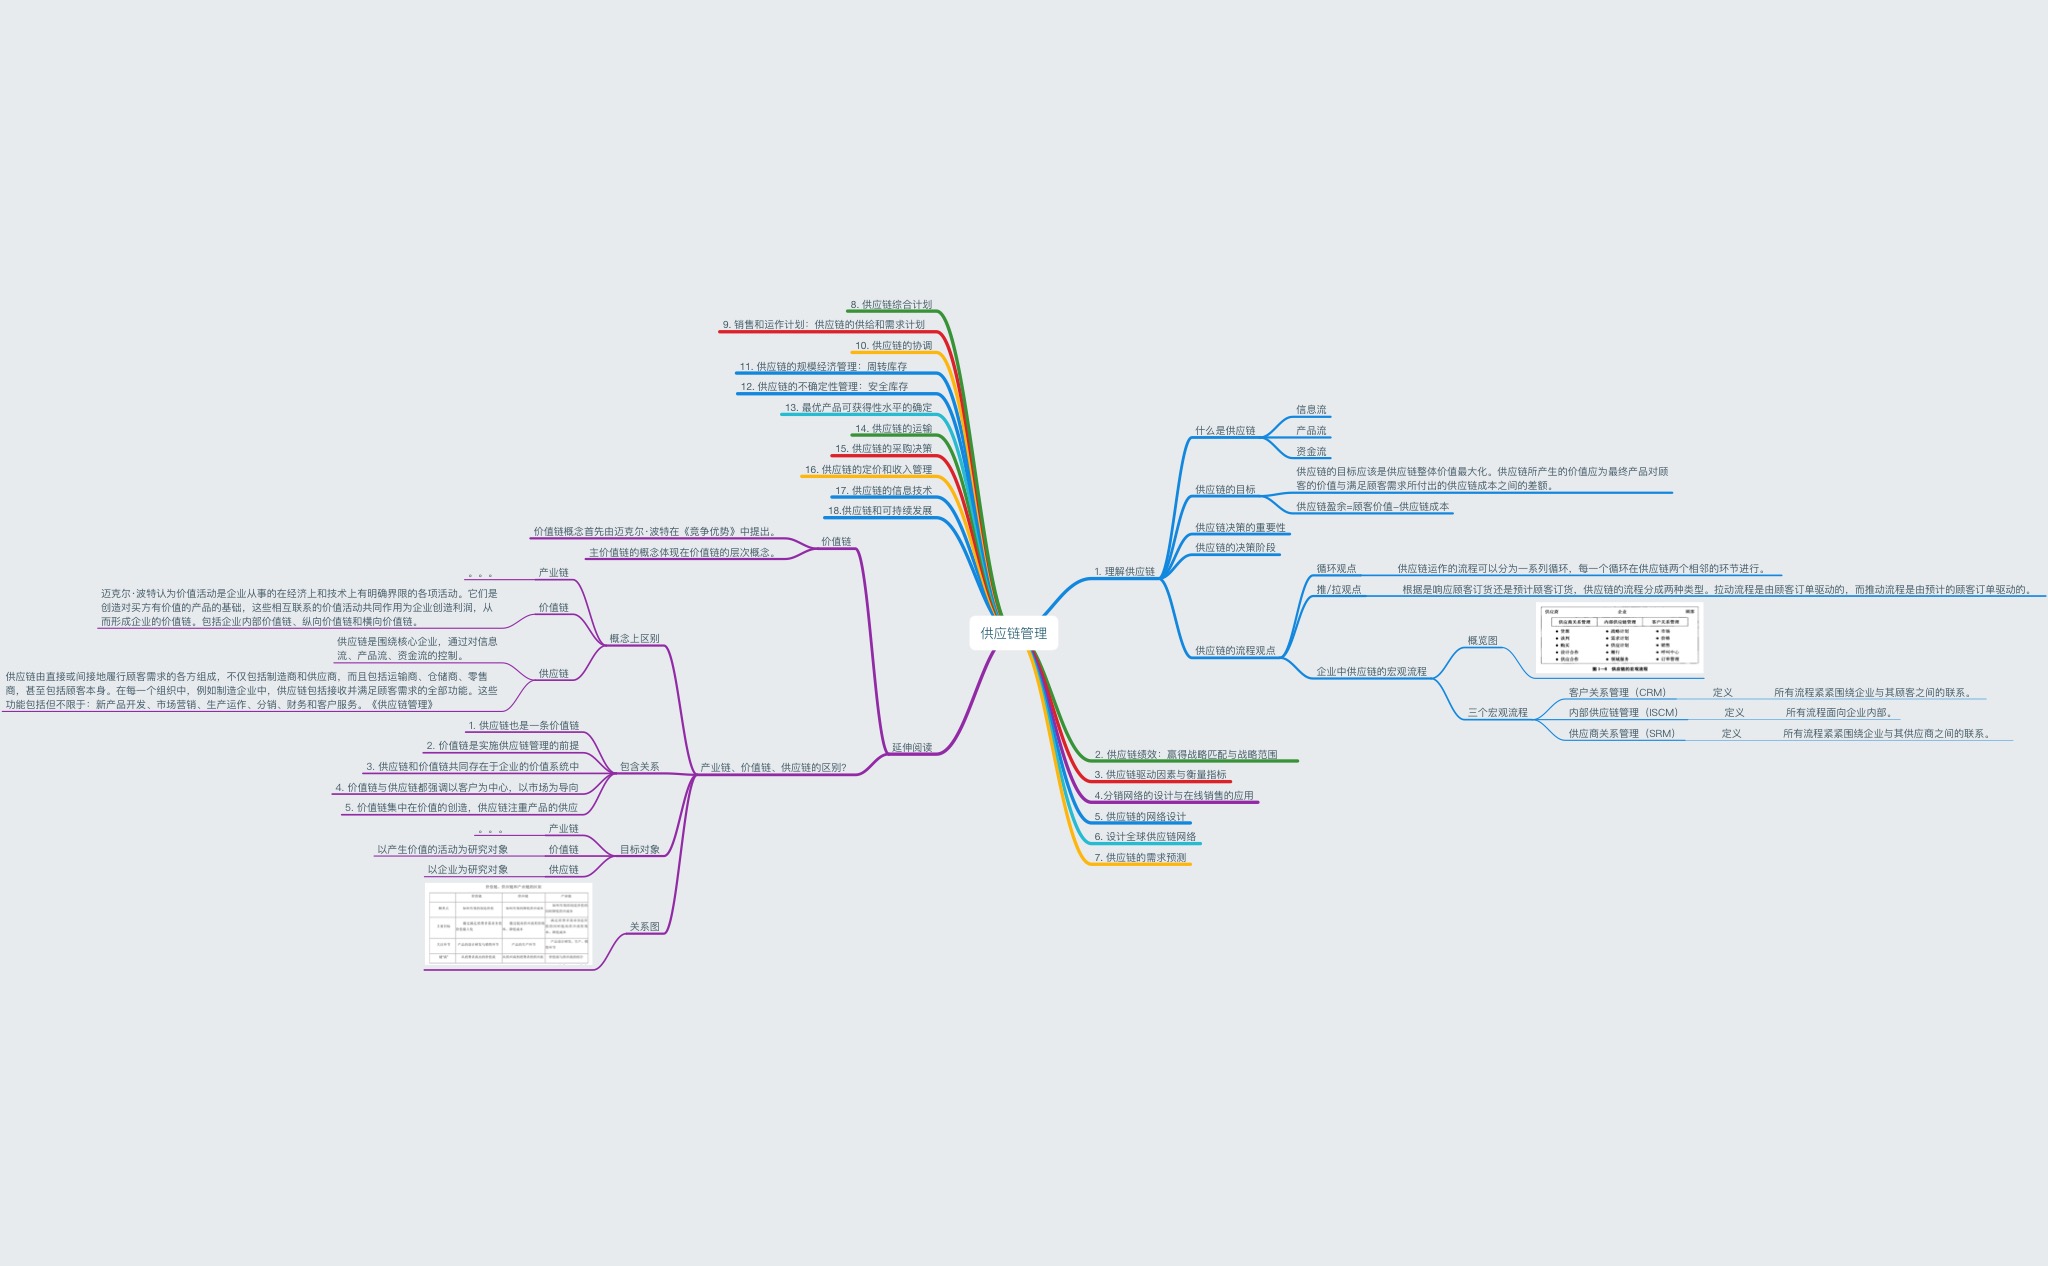 供应链管理
1. 理解供应链
什么是供应链
信息流
产品流
资金流
供应链的目标
供应链的目标应该是供应链整体价值最大化。供应链所产生的价值应为最终产品对顾
客的价值与满足顾客需求所付出的供应链成本之间的差额。
供应链盈余=顾客价值-供应链成本
供应链决策的重要性
供应链的决策阶段
供应链的流程观点
循环观点
供应链运作的流程可以分为一系列循环，每一个循环在供应链两个相邻的环节进行。
推/拉观点
根据是响应顾客订货还是预计顾客订货，供应链的流程分成两种类型。拉动流程是由顾客订单驱动的，而推动流程是由预计的顾客订单驱动的。
企业中供应链的宏观流程
概览图
供应商
企业
顾客
供应商关系管理
内部供应链管理
客户关系管理
图1-8 供应链的宏观流程
三个宏观流程
客户关系管理（CRM）
定义
所有流程紧紧围绕企业与其顾客之间的联系。
内部供应链管理（ISCM）
定义
所有流程面向企业内部。
供应商关系管理（SRM）
定义
所有流程紧紧围绕企业与其供应商之间的联系。
2. 供应链绩效：赢得战略匹配与战略范围
3. 供应链驱动因素与衡量指标
4.分销网络的设计与在线销售的应用
5. 供应链的网络设计
6. 设计全球供应链网络
7. 供应链的需求预测
8. 供应链综合计划
9. 销售和运作计划：供应链的供给和需求计划
10. 供应链的协调
11. 供应链的规模经济管理：周转库存
12. 供应链的不确定性管理：安全库存
13. 最优产品可获得性水平的确定
14. 供应链的运输
15. 供应链的采购决策
16. 供应链的定价和收入管理
17. 供应链的信息技术
18.供应链和可持续发展
延伸阅读
价值链
价值链概念首先由迈克尔·波特在《竞争优势》中提出。
主价值链的概念体现在价值链的层次概念。
产业链、价值链、供应链的区别？
概念上区别
产业链
。。。
价值链
迈克尔·波特认为价值活动是企业从事的在经济上和技术上有明确界限的各项活动。它们是
创造对买方有价值的产品的基础，这些相互联系的价值活动共同作用为企业创造利润，从
而形成企业的价值链。包括企业内部价值链、纵向价值链和横向价值链。
供应链
供应链是围绕核心企业，通过对信息
流、产品流、资金流的控制。
供应链由直接或间接地履行顾客需求的各方组成，不仅包括制造商和供应商，而且包括运输商、仓储商、零售
商，甚至包括顾客本身。在每一个组织中，例如制造企业中，供应链包括接收并满足顾客需求的全部功能。这些
功能包括但不限于：新产品开发、市场营销、生产运作、分销、财务和客户服务。《供应链管理》
包含关系
1. 供应链也是一条价值链
2. 价值链是实施供应链管理的前提
3. 供应链和价值链共同存在于企业的价值系统中
4. 价值链与供应链都强调以客户为中心，以市场为导向
5. 价值链集中在价值的创造，供应链注重产品的供应
目标对象
产业链
。。。
价值链
以产生价值的活动为研究对象
供应链
以企业为研究对象
关系图